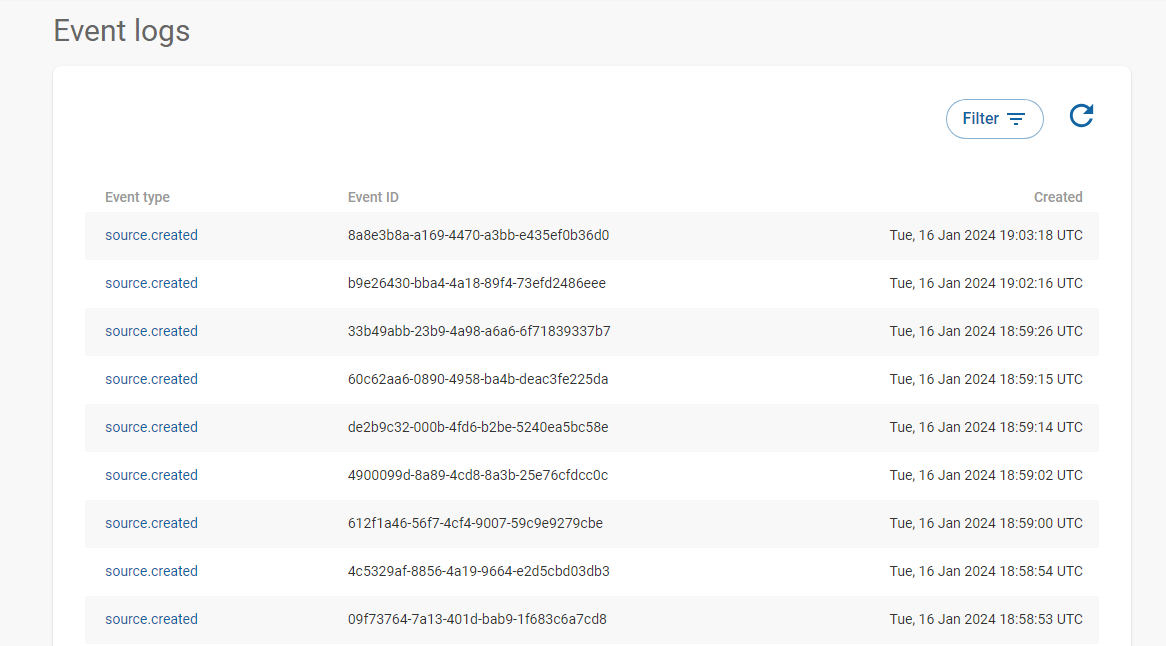 Event logs
Filter
Event type Event ID Created
source.created 8a8e3b8a-a169-4470-a3bb-e435ef0b36d0 Tue, 16 Jan 2024 19:03:18 UTC
source.created b9e26430-bba4-4a18-89f4-73efd2486eee Tue, 16 Jan 2024 19:02:16 UTC
source.created 33b49abb-23b9-4a98-a6a6-6f71839337b7 Tue, 16 Jan 2024 18:59:26 UTC
source.created 60c62aa6-0890-4958-ba4b-deac3fe225da Tue, 16 Jan 2024 18:59:15 UTC
source.created de2b9c32-000b-4fd6-b2be-5240ea5bc58e Tue, 16 Jan 2024 18:59:14 UTC
source.created 4900099d-8a89-4cd8-8a3b-25e76cfdcc0c Tue, 16 Jan 2024 18:59:02 UTC
source.created 612f1a46-56f7-4cf4-9007-59c9e9279cbe Tue, 16 Jan 2024 18:59:00 UTC
source.created 4c5329af-8856-4a19-9664-e2d5cbd03db3 Tue, 16 Jan 2024 18:58:54 UTC
source.created 09f73764-7a13-401d-bab9-1f683c6a7cd8 Tue, 16 Jan 2024 18:58:53 UTC